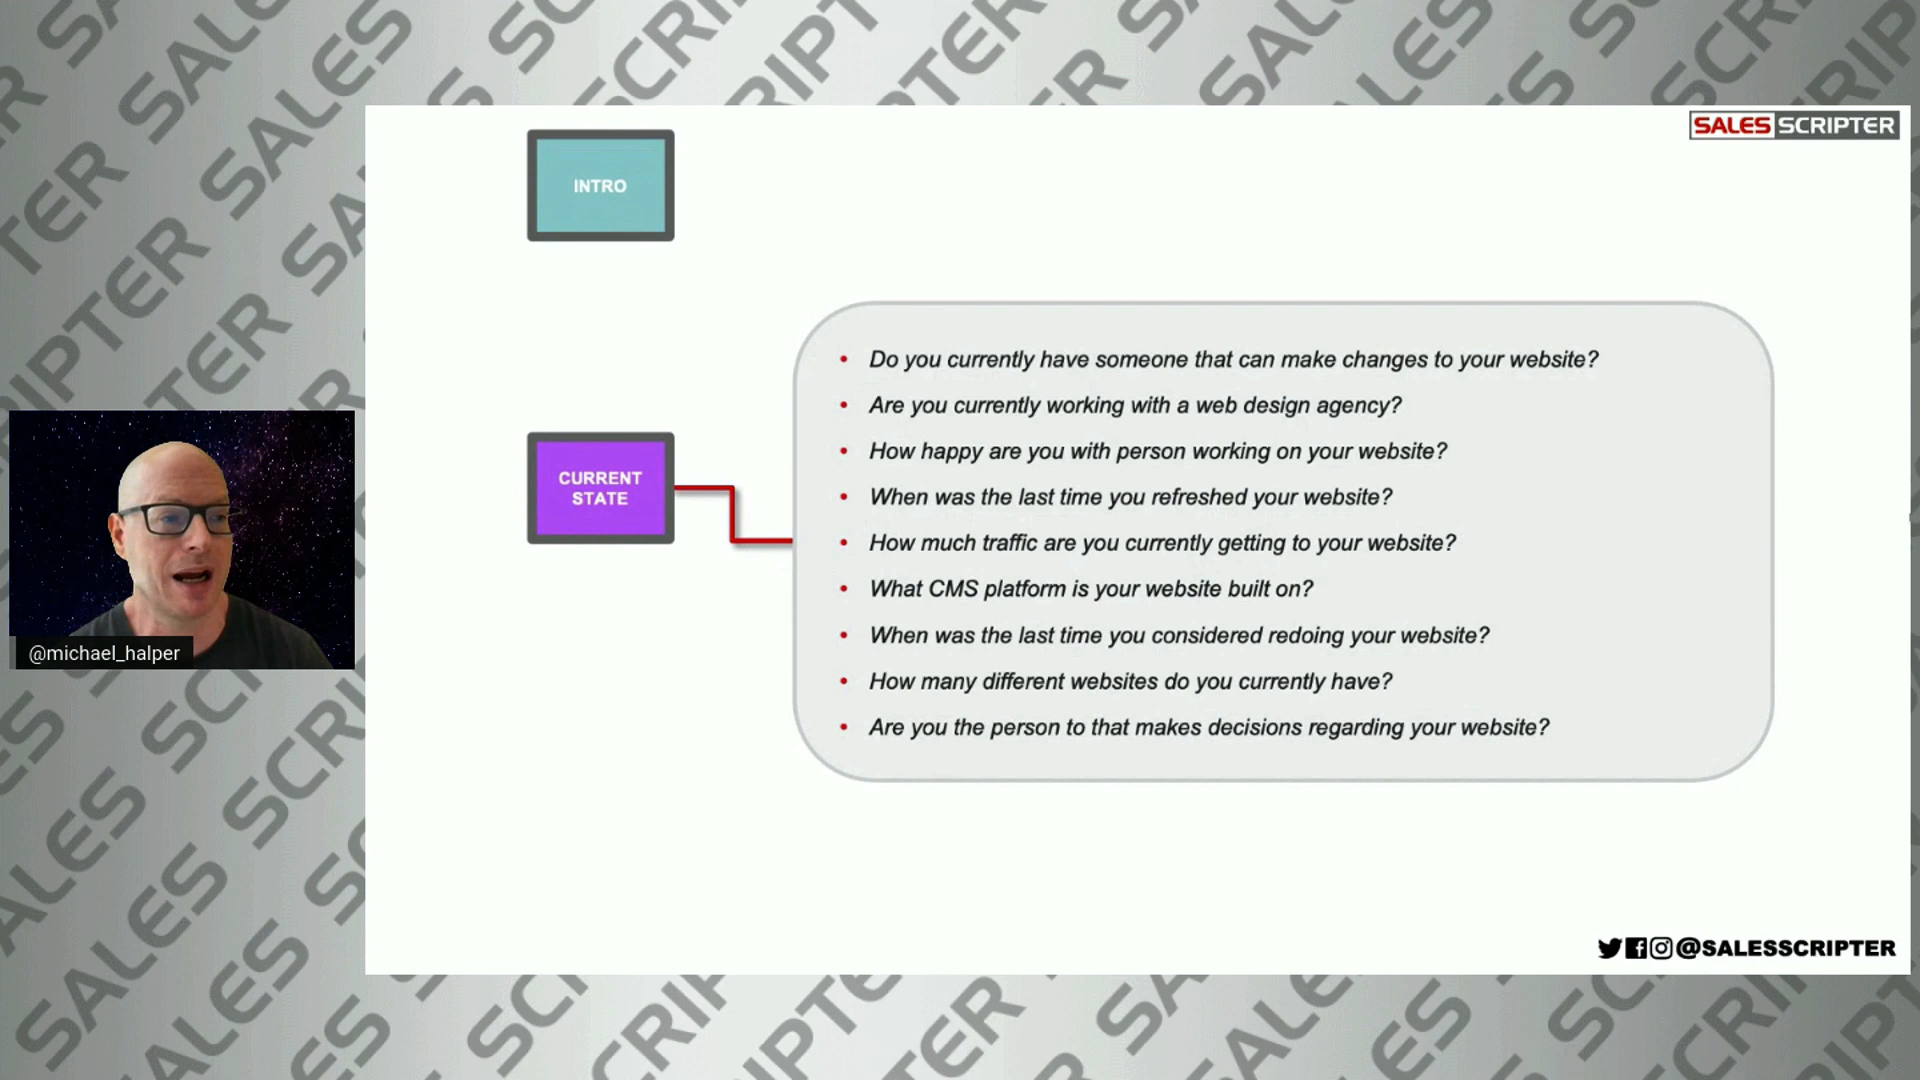 SALES SCRIPTER
INTRO
CURRENT
STATE
• Do you currently have someone that can make changes to your website?
• Are you currently working with a web design agency?
• How happy are you with person working on your website?
• When was the last time you refreshed your website?
• How much traffic are you currently getting to your website?
• What CMS platform is your website built on?
• When was the last time you considered redoing your website?
• How many different websites do you currently have?
• Are you the person to that makes decisions regarding your website?
@michael_halper
@SALESSCRIPTER